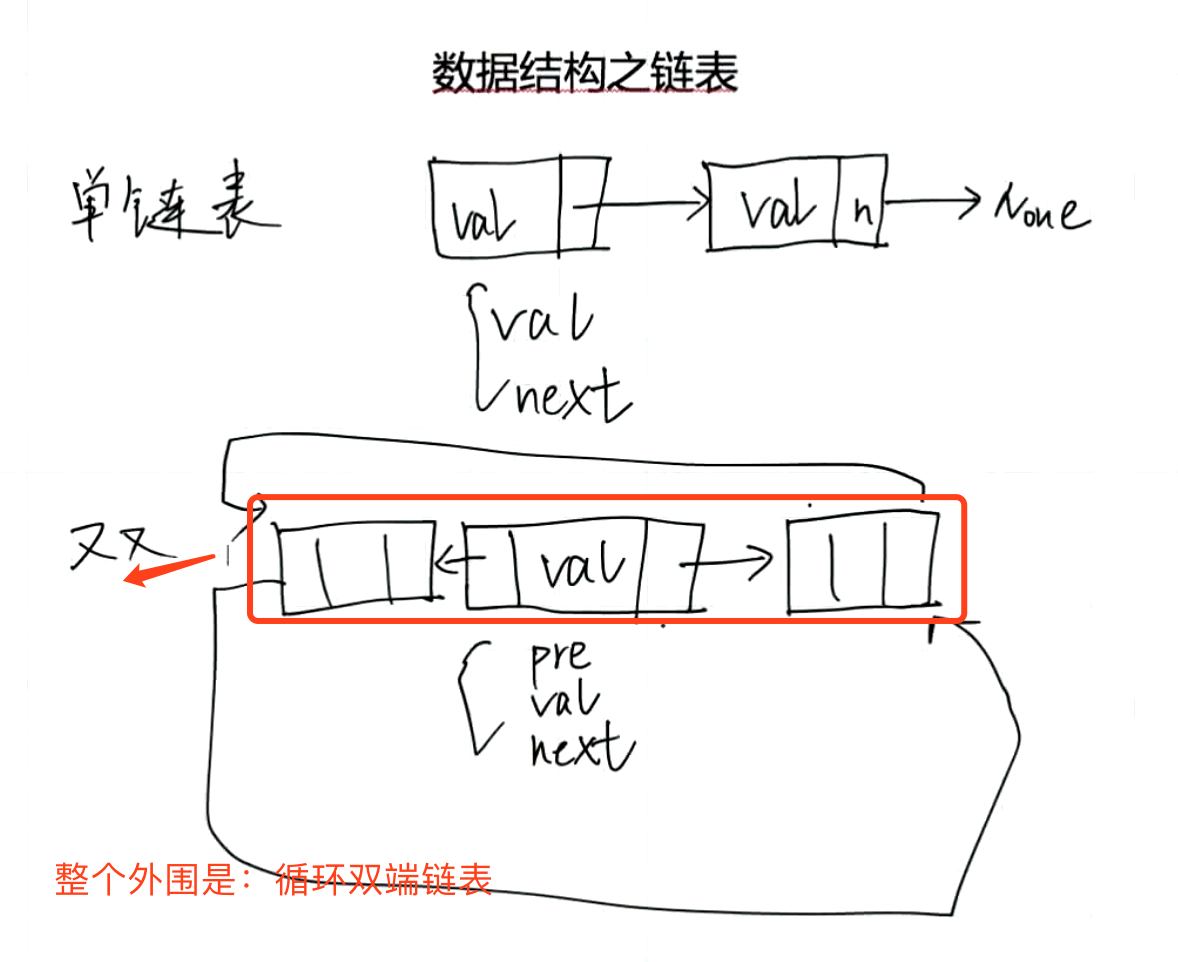 数据结构之链表
单链表 val val n None
val
next
双 val
pre
val
next
整个外围是：循环双端链表